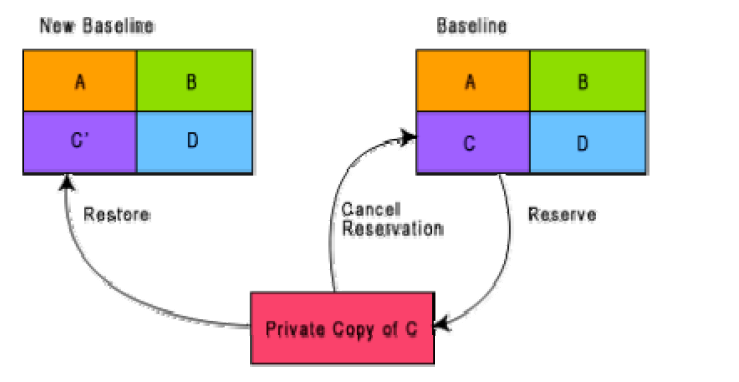 New Baseline
Baseline
A
B
A
B
C'
D
C
D
Restore
Cancel
Reservation
Reserve
Private Copy of C